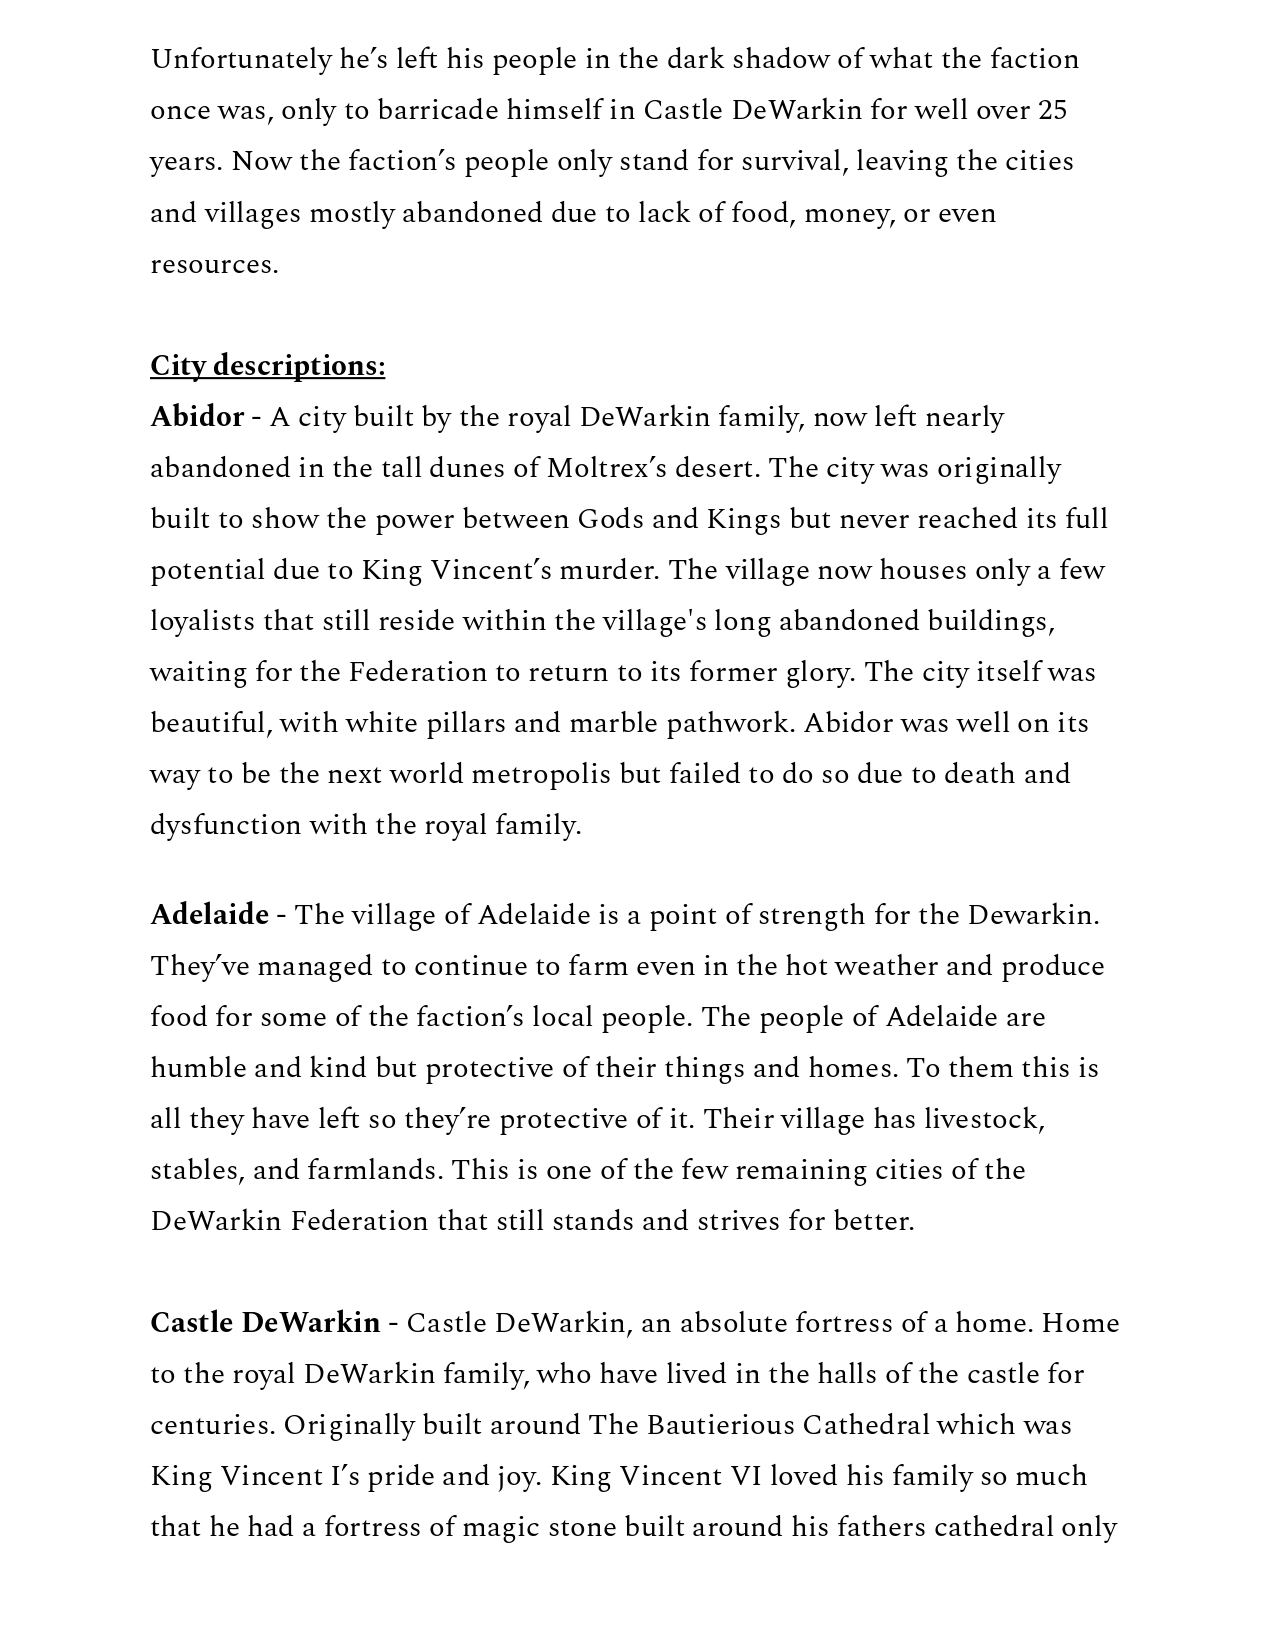 Unfortunately he’s left his people in the dark shadow of what the faction
once was, only to barricade himself in Castle DeWarkin for well over 25
years. Now the faction’s people only stand for survival, leaving the cities
and villages mostly abandoned due to lack of food, money, or even
resources.
City descriptions:
Abidor - A city built by the royal DeWarkin family, now left nearly
abandoned in the tall dunes of Moltrex’s desert. The city was originally
built to show the power between Gods and Kings but never reached its full
potential due to King Vincent’s murder. The village now houses only a few
loyalists that still reside within the village's long abandoned buildings,
waiting for the Federation to return to its former glory. The city itself was
beautiful, with white pillars and marble pathwork. Abidor was well on its
way to be the next world metropolis but failed to do so due to death and
dysfunction with the royal family.
Adelaide - The village of Adelaide is a point of strength for the Dewarkin.
They’ve managed to continue to farm even in the hot weather and produce
food for some of the faction’s local people. The people of Adelaide are
humble and kind but protective of their things and homes. To them this is
all they have left so they’re protective of it. Their village has livestock,
stables, and farmlands. This is one of the few remaining cities of the
DeWarkin Federation that still stands and strives for better.
Castle DeWarkin - Castle DeWarkin, an absolute fortress of a home. Home
to the royal DeWarkin family, who have lived in the halls of the castle for
centuries. Originally built around The Bautierious Cathedral which was
King Vincent I’s pride and joy. King Vincent VI loved his family so much
that he had a fortress of magic stone built around his fathers cathedral only